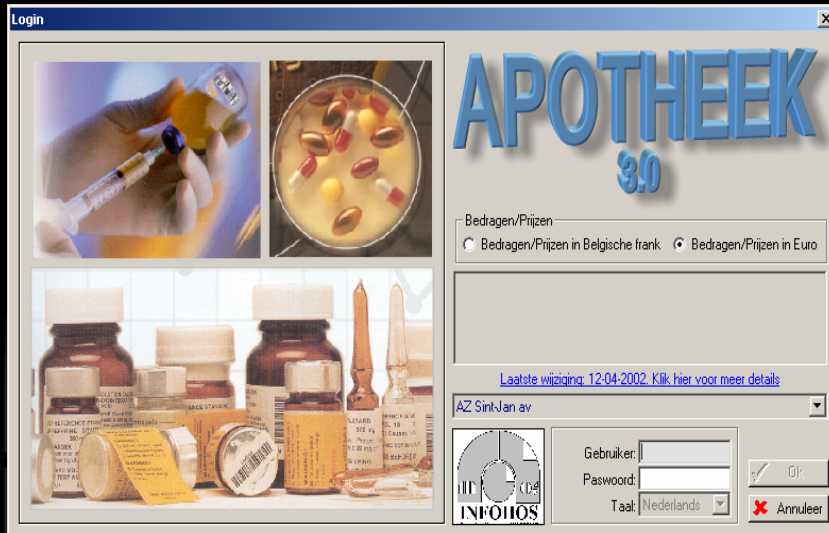 Login
APOTHEEK
3.0
Bedragen/Prijzen
Bedragen/Prijzen in Belgische frank
Bedragen/Prijzen in Euro
Laatste wijziging: 12-04-2002. Klik hier voor meer details
AZ Sint-Jan av
Gebruiker:
Paswoord:
Taal: Nederlands
Ok
Annuleer
INFOHOS